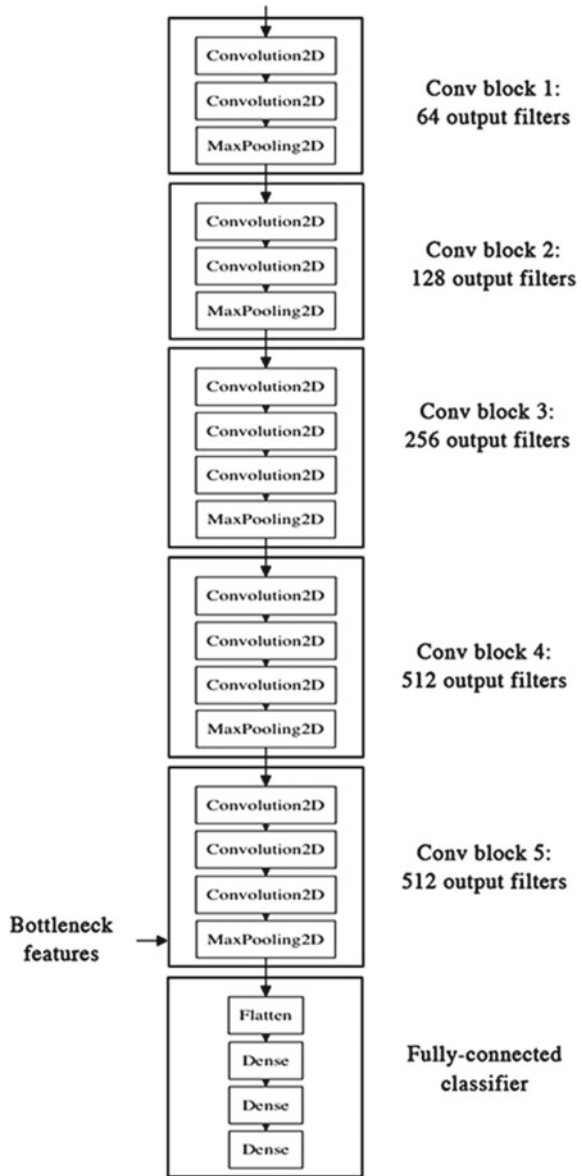 Convolution2D
Convolution2D
MaxPooling2D
Conv block 1:
64 output filters
Convolution2D
Convolution2D
MaxPooling2D
Conv block 2:
128 output filters
Convolution2D
Convolution2D
Convolution2D
MaxPooling2D
Conv block 3:
256 output filters
Convolution2D
Convolution2D
Convolution2D
MaxPooling2D
Conv block 4:
512 output filters
Convolution2D
Convolution2D
Convolution2D
MaxPooling2D
Conv block 5:
512 output filters
Bottleneck
features
Flatten
Dense
Dense
Dense
Fully-connected
classifier